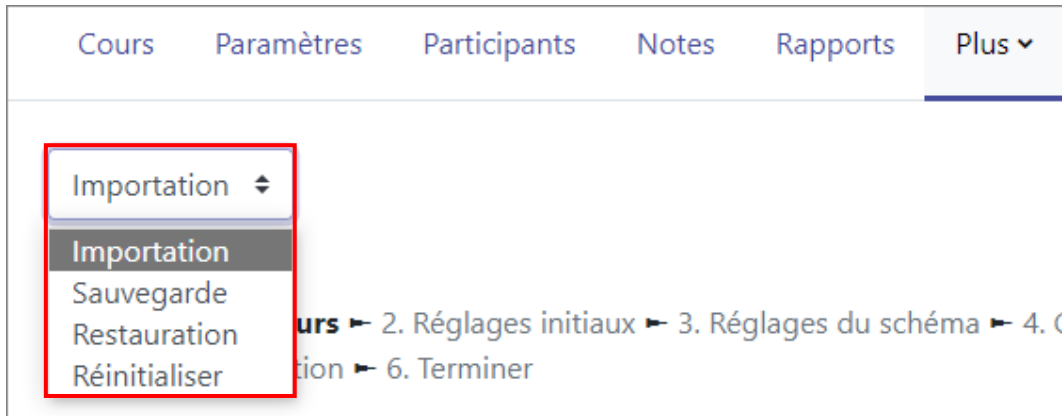 Cours Paramètres Participants Notes Rapports Plus
Importation
Importation
Sauvegarde
Restauration
Réinitialiser
urs ► 2. Réglages initiaux ► 3. Réglages du schéma ► 4.
tion ► 6. Terminer